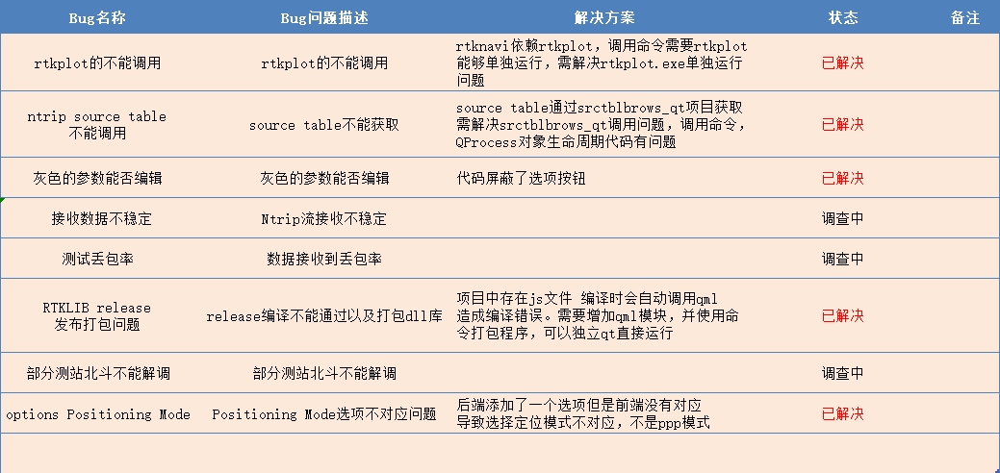 Bug名称 Bug问题描述 解决方案 状态 备注
rtkplot的不能调用 rtkplot的不能调用 rtknavi依赖rtkplot，调用命令需要rtkplot
能够单独运行，需解决rtkplot.exe单独运行
问题 已解决
ntrip source table
不能调用 source table不能获取 source table通过srctblbrows_qt项目获取
需解决srctblbrows_qt调用问题，调用命令，
QProcess对象生命周期代码有问题 已解决
灰色的参数能否编辑 灰色的参数能否编辑 代码屏蔽了选项按钮 已解决
接收数据不稳定 Ntrip流接收不稳定 调查中
测试丢包率 数据接收到丢包率 调查中
RTKLIB release
发布打包问题 release编译不能通过以及打包dll库 项目中存在js文件 编译时会自动调用qml
造成编译错误。需要增加qml模块，并使用命
令打包程序，可以独立qt直接运行 已解决
部分测站北斗不能解调 部分测站北斗不能解调 调查中
options Positioning Mode Positioning Mode选项不对应问题 后端添加了一个选项但是前端没有对应
导致选择定位模式不对应，不是ppp模式 已解决